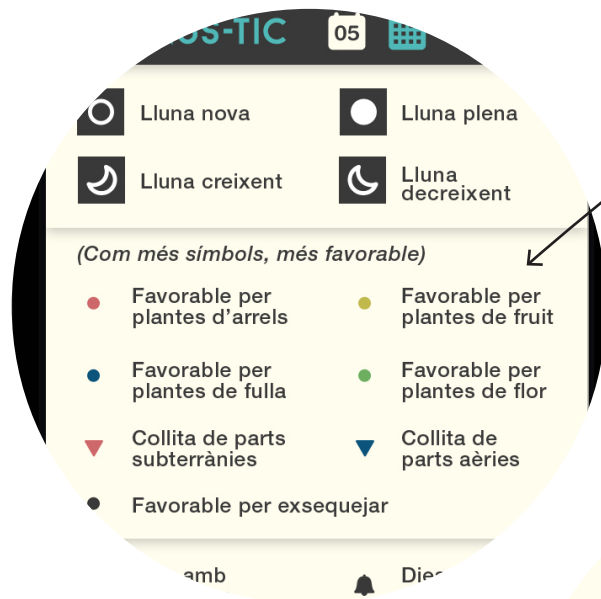 05
Lluna nova
Lluna plena
Lluna creixent
Lluna
decreixent
(Com més símbols, més favorable)
Favorable per
plantes d’arrels
Favorable per
plantes de fruit
Favorable per
plantes de fulla
Favorable per
plantes de flor
Collita de parts
subterrànies
Collita de
parts aèries
Favorable per exsequejar
amb